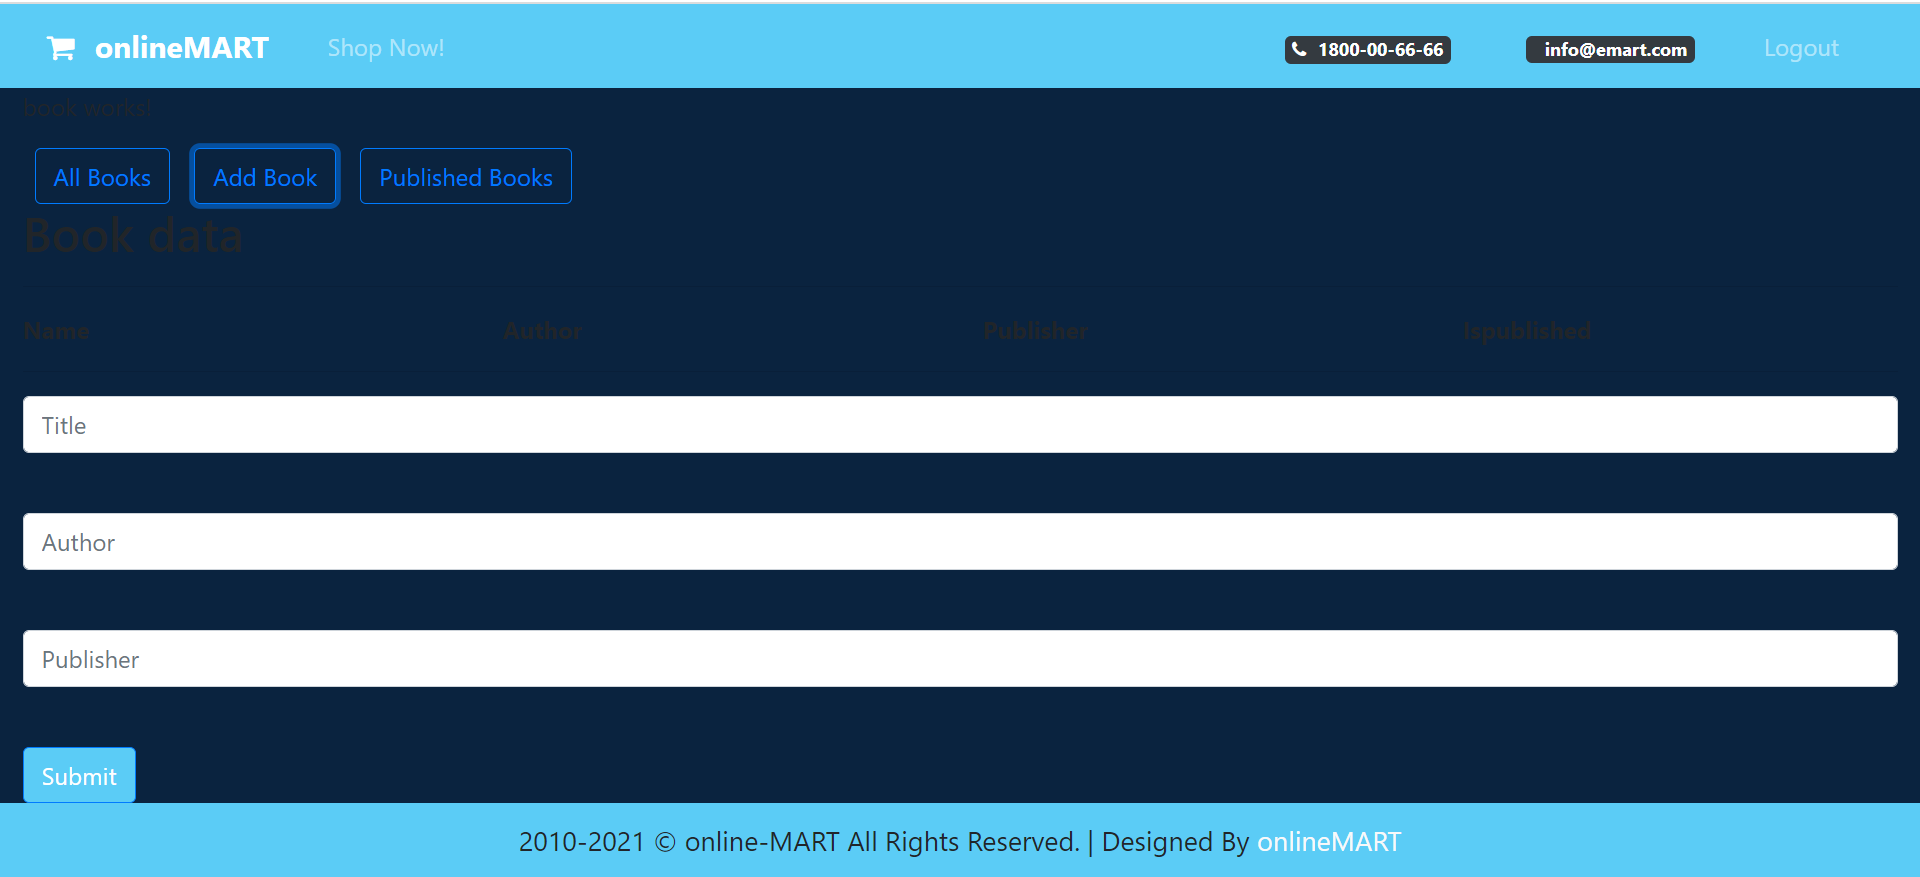 onlineMART Shop Now! 1800-00-66-66 info@emart.com Logout
book works!
All Books Add Book Published Books
Book data
Name Author Publisher Ispublished
Title
Author
Publisher
Submit
2010-2021 © online-MART All Rights Reserved. | Designed By onlineMART